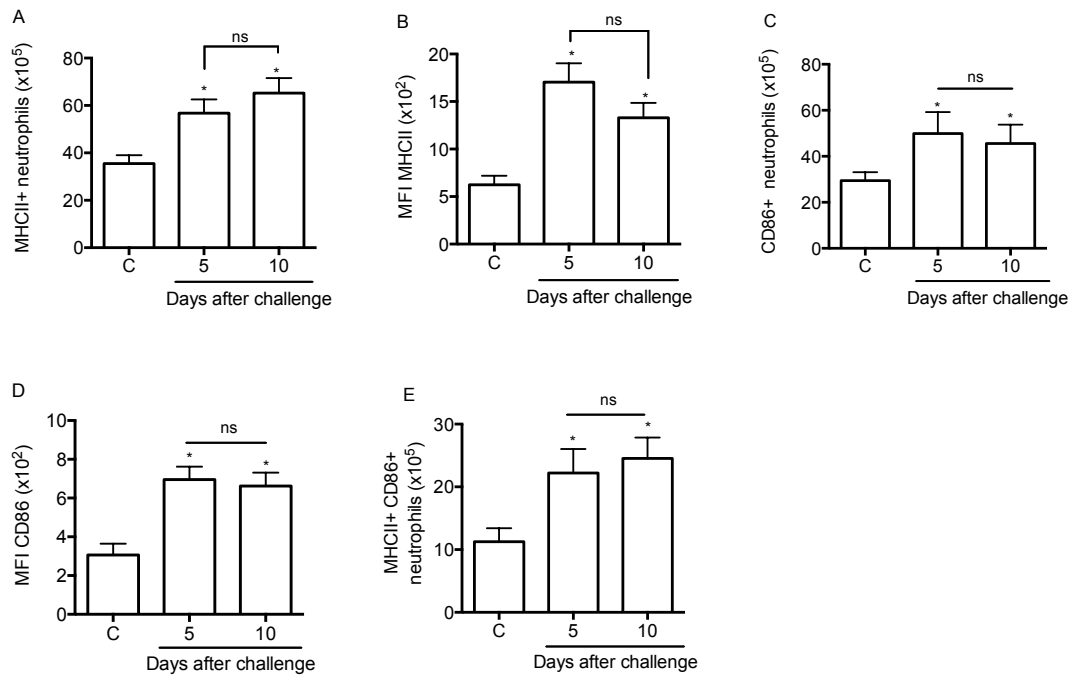 A
MHCII+ neutrophils (x10⁵)
80
60
40
20
0
ns
*
*
C
5
10
Days after challenge
B
MFI MHCII (x10²)
20
15
10
5
0
ns
*
*
C
5
10
Days after challenge
C
CD86+ neutrophils (x10⁵)
80
60
40
20
0
ns
*
*
C
5
10
Days after challenge
D
MFI CD86 (x10²)
10
8
6
4
2
0
ns
*
*
C
5
10
Days after challenge
E
MHCII+ CD86+
neutrophils (x10⁵)
30
20
10
0
ns
*
*
C
5
10
Days after challenge